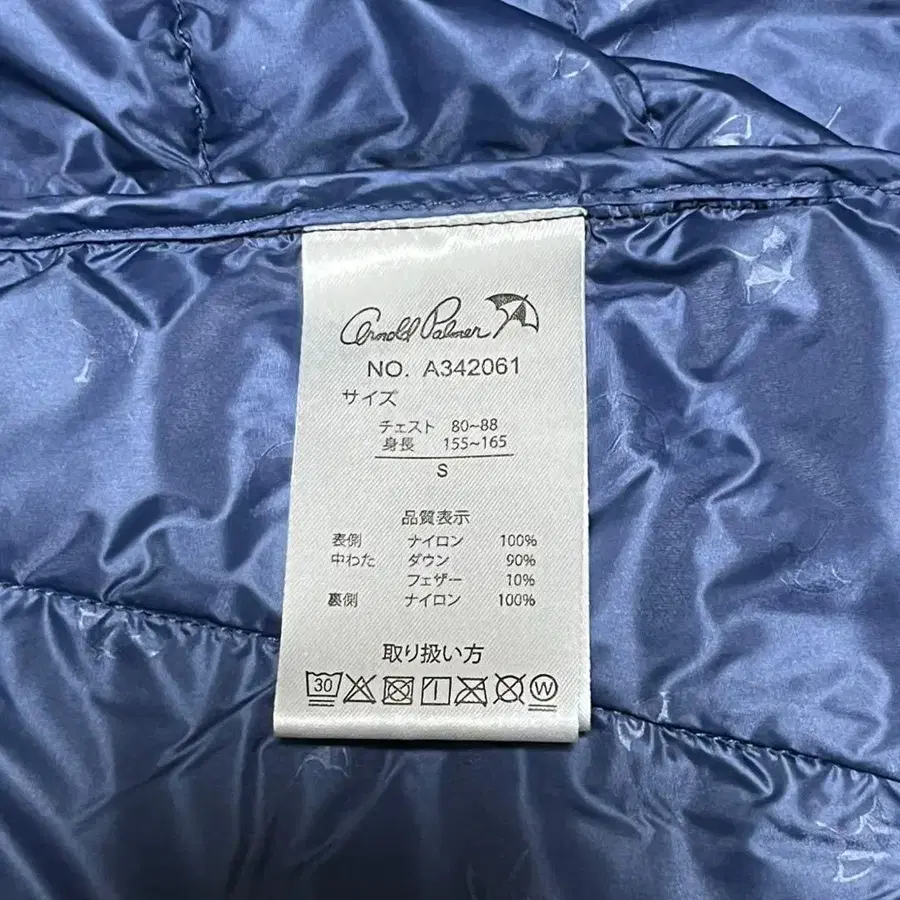 Arnold Palmer
NO. A342061
サイズ
チェスト 80~88
身長 155~165
S
品質表示
表側 ナイロン 100%
中わた ダウン 90%
フェザー 10%
裏側 ナイロン 100%
取り扱い方
30 W